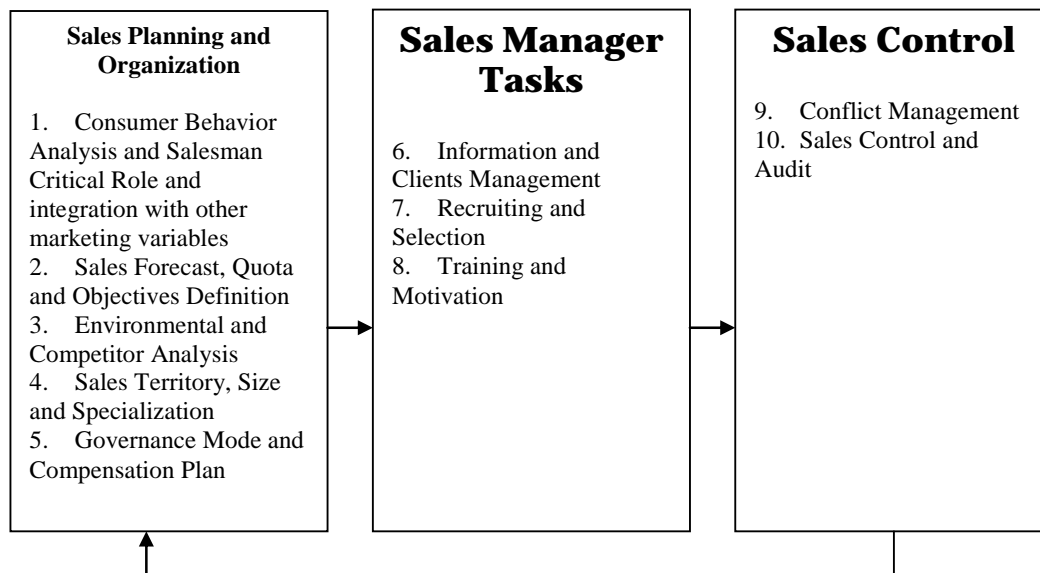 Sales Planning and
Organization
1. Consumer Behavior
Analysis and Salesman
Critical Role and
integration with other
marketing variables
2. Sales Forecast, Quota
and Objectives Definition
3. Environmental and
Competitor Analysis
4. Sales Territory, Size
and Specialization
5. Governance Mode and
Compensation Plan
Sales Manager
Tasks
6. Information and
Clients Management
7. Recruiting and
Selection
8. Training and
Motivation
Sales Control
9. Conflict Management
10. Sales Control and
Audit